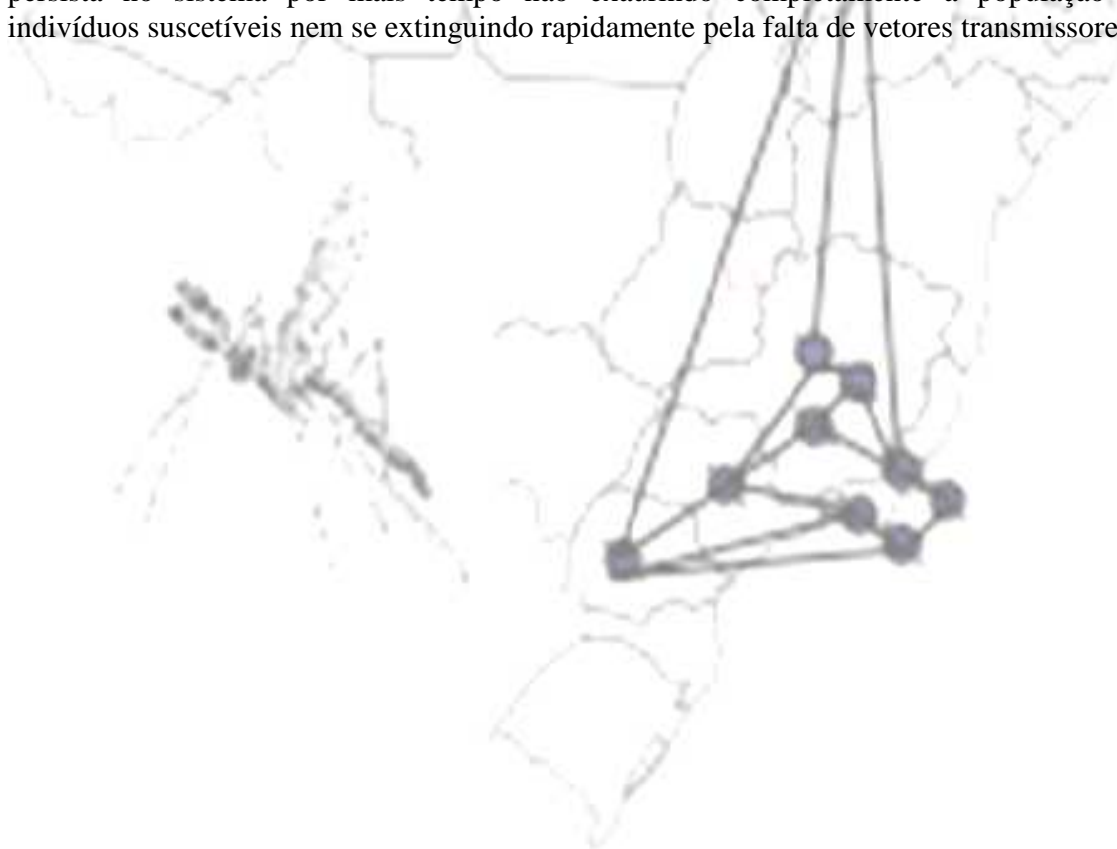 persista no sistema por mais tempo não exaurindo completamente a população
indivíduos suscetíveis nem se extinguindo rapidamente pela falta de vetores transmissore